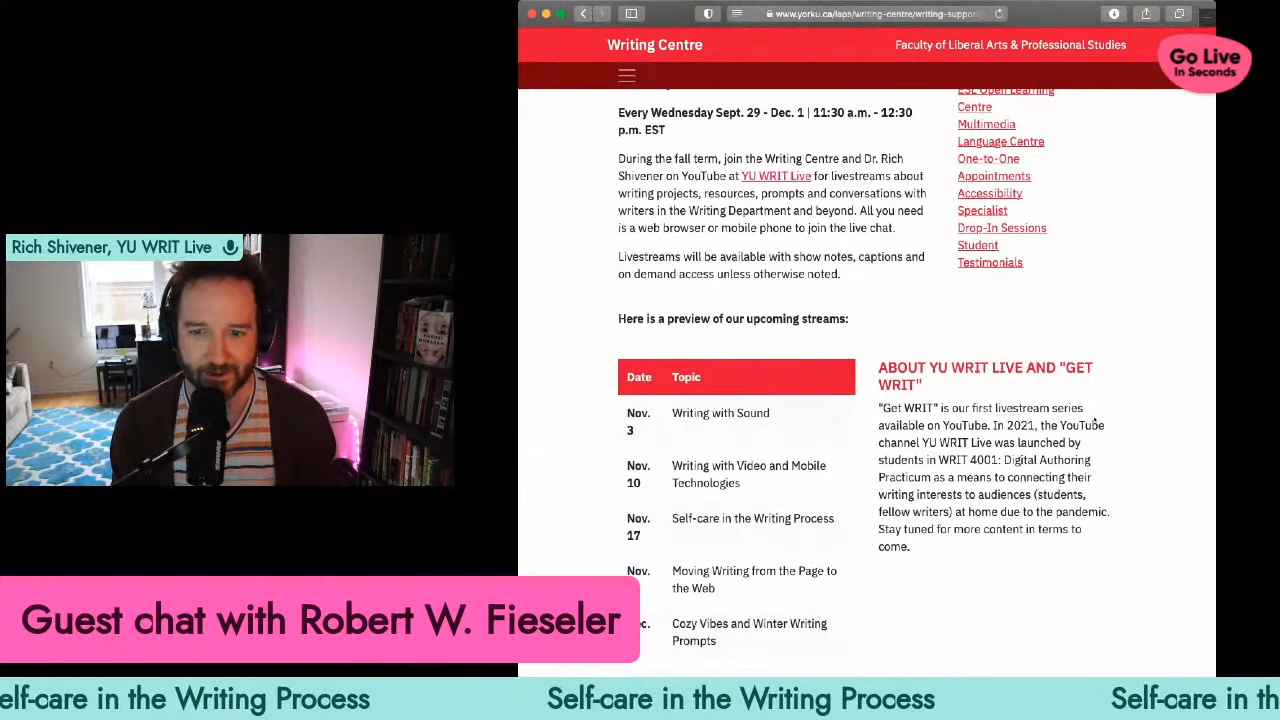 www.yorku.ca/laps/writing-centre/writing-suppor
Writing Centre
Faculty of Liberal Arts & Professional Studies
Go Live
In Seconds
Every Wednesday Sept. 29 - Dec. 1 | 11:30 a.m. - 12:30
p.m. EST
During the fall term, join the Writing Centre and Dr. Rich
Shivener on YouTube at YU WRIT Live for livestreams about
writing projects, resources, prompts and conversations with
writers in the Writing Department and beyond. All you need
is a web browser or mobile phone to join the live chat.
Livestreams will be available with show notes, captions and
on demand access unless otherwise noted.
Here is a preview of our upcoming streams:
ESL Open Learning
Centre
Multimedia
Language Centre
One-to-One
Appointments
Accessibility
Specialist
Drop-In Sessions
Student
Testimonials
Date Topic
Nov. 3 Writing with Sound
Nov. 10 Writing with Video and Mobile
Technologies
Nov. 17 Self-care in the Writing Process
Nov. Moving Writing from the Page to
the Web
Cozy Vibes and Winter Writing
Prompts
ABOUT YU WRIT LIVE AND "GET
WRIT"
"Get WRIT" is our first livestream series
available on YouTube. In 2021, the YouTube
channel YU WRIT Live was launched by
students in WRIT 4001: Digital Authoring
Practicum as a means to connecting their
writing interests to audiences (students,
fellow writers) at home due to the pandemic.
Stay tuned for more content in terms to
come.
Rich Shivener, YU WRIT Live
HARUKI
MURAKAMI
SHURE
Guest chat with Robert W. Fieseler
elf-care in the Writing Process
Self-care in the Writing Process
Self-care in th